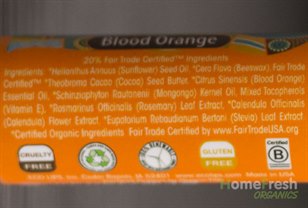 Blood Orange
20% Fair Trade Certified™ Ingredients
Ingredients: *Helianthus Annuus (Sunflower) Seed Oil, *Cera Flava (Beeswax), Fair Trade
Certified™ *Theobroma Cacao (Cocoa) Seed Butter, *Citrus Sinensis (Blood Orange)
Essential Oil, *Schinziophyton Rautanenii (Mongongo) Kernel Oil, Mixed Tocopherols
(Vitamin E), *Rosmarinus Officinalis (Rosemary) Leaf Extract, *Calendula Officinalis
(Calendula) Flower Extract, *Eupatorium Rebaudianum Bertoni (Stevia) Leaf Extract
*Certified Organic Ingredients Fair Trade Certified by www.FairTradeUSA.org
CRUELTY
FREE
GLUTEN
FREE
Certified
B
Corporation
HomeFresh
ORGANICS